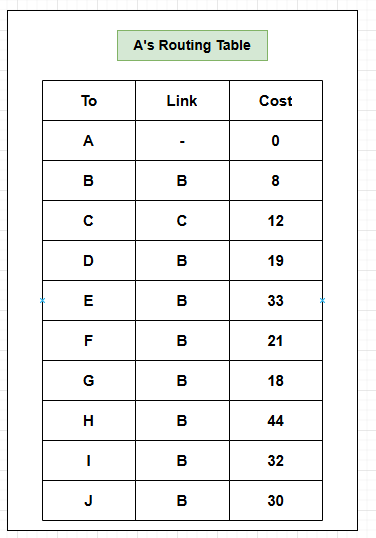 A's Routing Table
To Link Cost
A - 0
B B 8
C C 12
D B 19
E B 33
F B 21
G B 18
H B 44
I B 32
J B 30